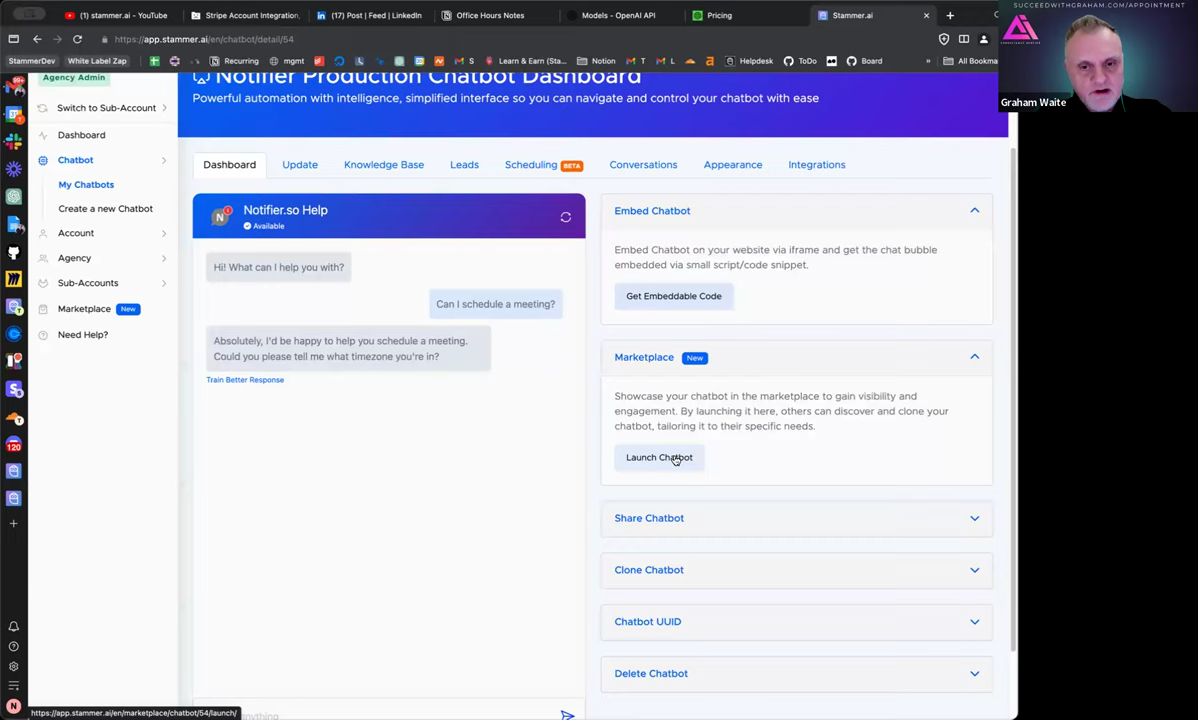 (1) stammer.ai - YouTube
Stripe Account Integration,
(17) Post | Feed | LinkedIn
Office Hours Notes
Models - OpenAI API
Pricing
Stammer.ai
SUCCEEDWITHGRAHAM.COM/APPOINTMENT
https://app.stammer.ai/en/chatbot/detail/54
StammerDev
White Label Zap
Recurring
mgmt
S
Learn & Earn (Sta...
Notion
M T
M L
Helpdesk
ToDo
Board
»
All Bookma
Graham Waite
99+
120
N
Agency Admin
Switch to Sub-Account
Dashboard
Chatbot
My Chatbots
Create a new Chatbot
Account
Agency
Sub-Accounts
Marketplace New
Need Help?
Notifier Production Chatbot Dashboard
Powerful automation with intelligence, simplified interface so you can navigate and control your chatbot with ease
Dashboard
Update
Knowledge Base
Leads
Scheduling BETA
Conversations
Appearance
Integrations
N
Notifier.so Help
Available
Hi! What can I help you with?
Can I schedule a meeting?
Absolutely, I'd be happy to help you schedule a meeting.
Could you please tell me what timezone you're in?
Train Better Response
Embed Chatbot
Embed Chatbot on your website via iframe and get the chat bubble
embedded via small script/code snippet.
Get Embeddable Code
Marketplace New
Showcase your chatbot in the marketplace to gain visibility and
engagement. By launching it here, others can discover and clone your
chatbot, tailoring it to their specific needs.
Launch Chatbot
Share Chatbot
Clone Chatbot
Chatbot UUID
Delete Chatbot
https://app.stammer.ai/en/marketplace/chatbot/54/launch/
anything